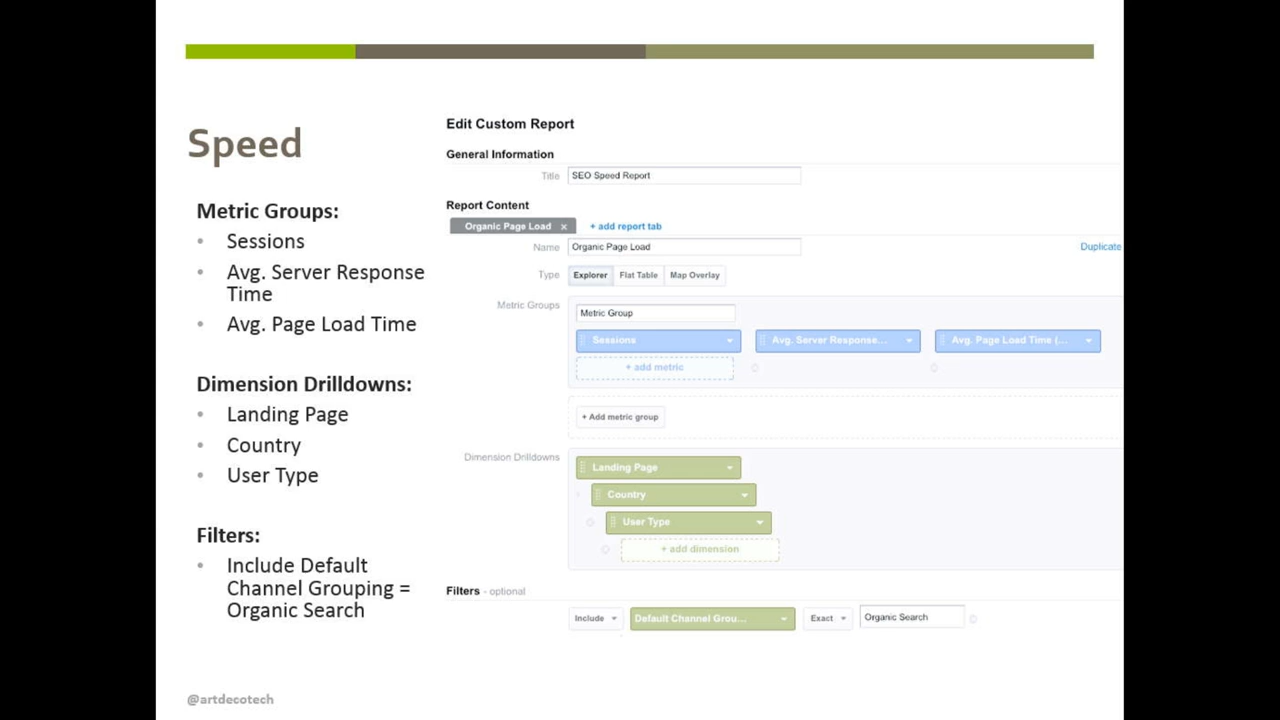 Speed
Metric Groups:
• Sessions
• Avg. Server Response
Time
• Avg. Page Load Time
Dimension Drilldowns:
• Landing Page
• Country
• User Type
Filters:
• Include Default
Channel Grouping =
Organic Search
@artdecotech
Edit Custom Report
General Information
Title SEO Speed Report
Report Content
Organic Page Load × + add report tab
Name Organic Page Load Duplicate
Type Explorer Flat Table Map Overlay
Metric Groups
Metric Group
Sessions Avg. Server Response... Avg. Page Load Time (...
+ add metric
+ Add metric group
Dimension Drilldowns
Landing Page
Country
User Type
+ add dimension
Filters - optional
Include Default Channel Grou... Exact Organic Search